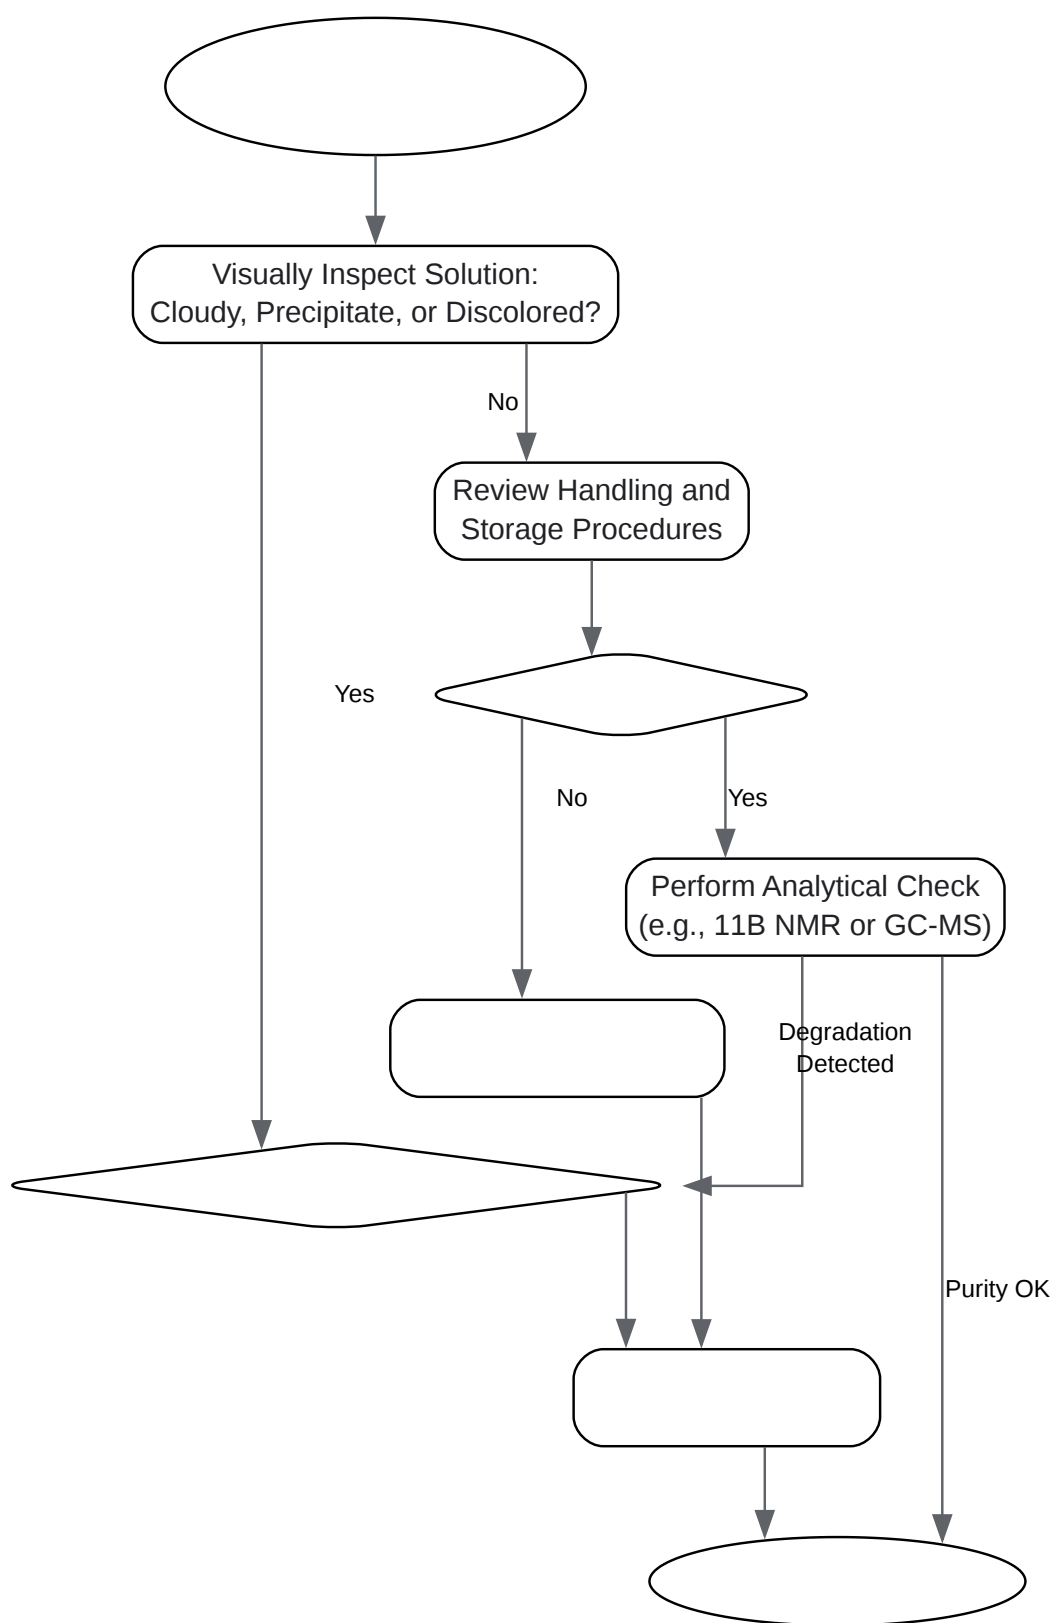 Visually Inspect Solution:
Cloudy, Precipitate, or Discolored?
No
Review Handling and
Storage Procedures
Yes
No
Yes
Perform Analytical Check
(e.g., 11B NMR or GC-MS)
Degradation
Detected
Purity OK